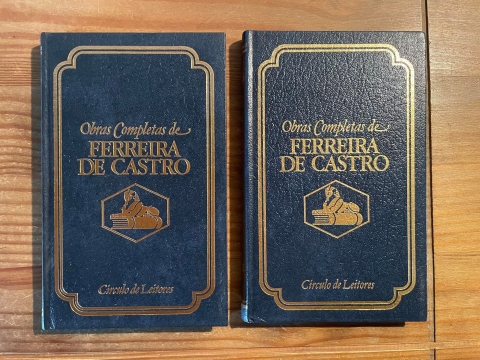 Obras Completas de
FERREIRA
DE CASTRO
Círculo de Leitores
Obras Completas de
FERREIRA
DE CASTRO
Círculo de Leitores